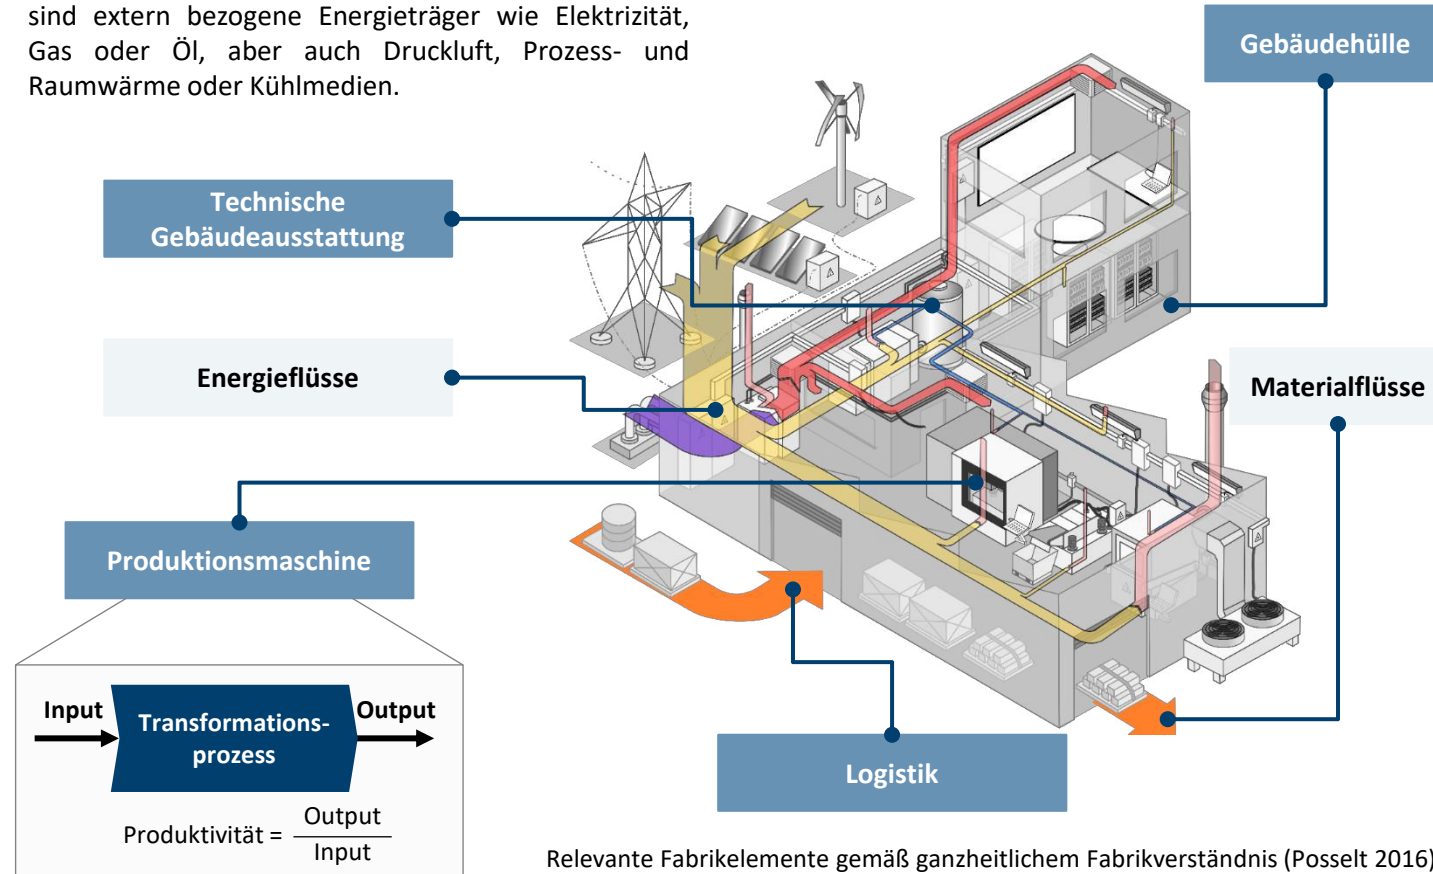 sind extern bezogene Energieträger wie Elektrizität,
Gas oder Öl, aber auch Druckluft, Prozess- und
Raumwärme oder Kühlmedien.
Gebäudehülle
Technische
Gebäudeausstattung
Energieflüsse
Materialflüsse
Produktionsmaschine
Input
Transformations-
prozess
Output
Produktivität =
Output
Input
Logistik
Relevante Fabrikelemente gemäß ganzheitlichem Fabrikverständnis (Posselt 2016)